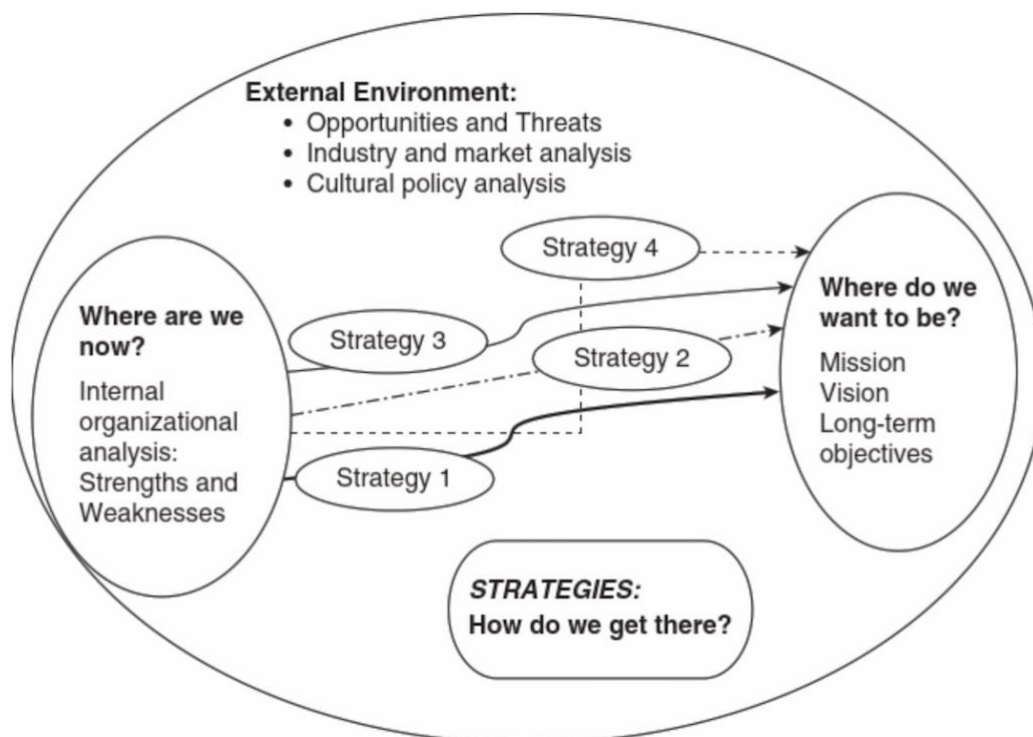 External Environment:
• Opportunities and Threats
• Industry and market analysis
• Cultural policy analysis
Where are we
now?
Internal
organizational
analysis:
Strengths and
Weaknesses
Strategy 4
Strategy 3
Strategy 2
Strategy 1
Where do we
want to be?
Mission
Vision
Long-term
objectives
STRATEGIES:
How do we get there?